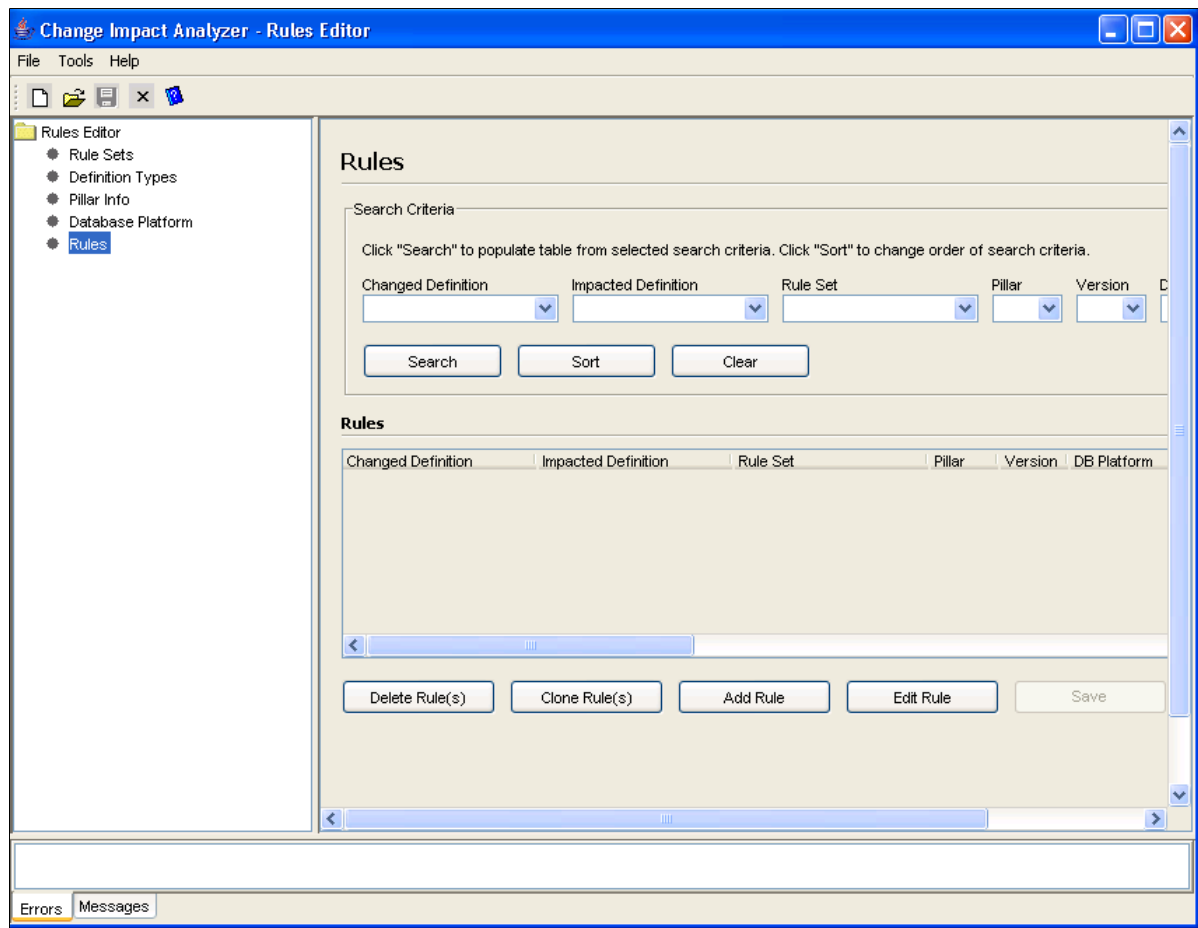 Change Impact Analyzer - Rules Editor
File Tools Help
Rules Editor
Rule Sets
Definition Types
Pillar Info
Database Platform
Rules
Rules
Search Criteria
Click "Search" to populate table from selected search criteria. Click "Sort" to change order of search criteria.
Changed Definition Impacted Definition Rule Set Pillar Version D
Search Sort Clear
Rules
Changed Definition Impacted Definition Rule Set Pillar Version DB Platform
Delete Rule(s) Clone Rule(s) Add Rule Edit Rule Save
Errors Messages